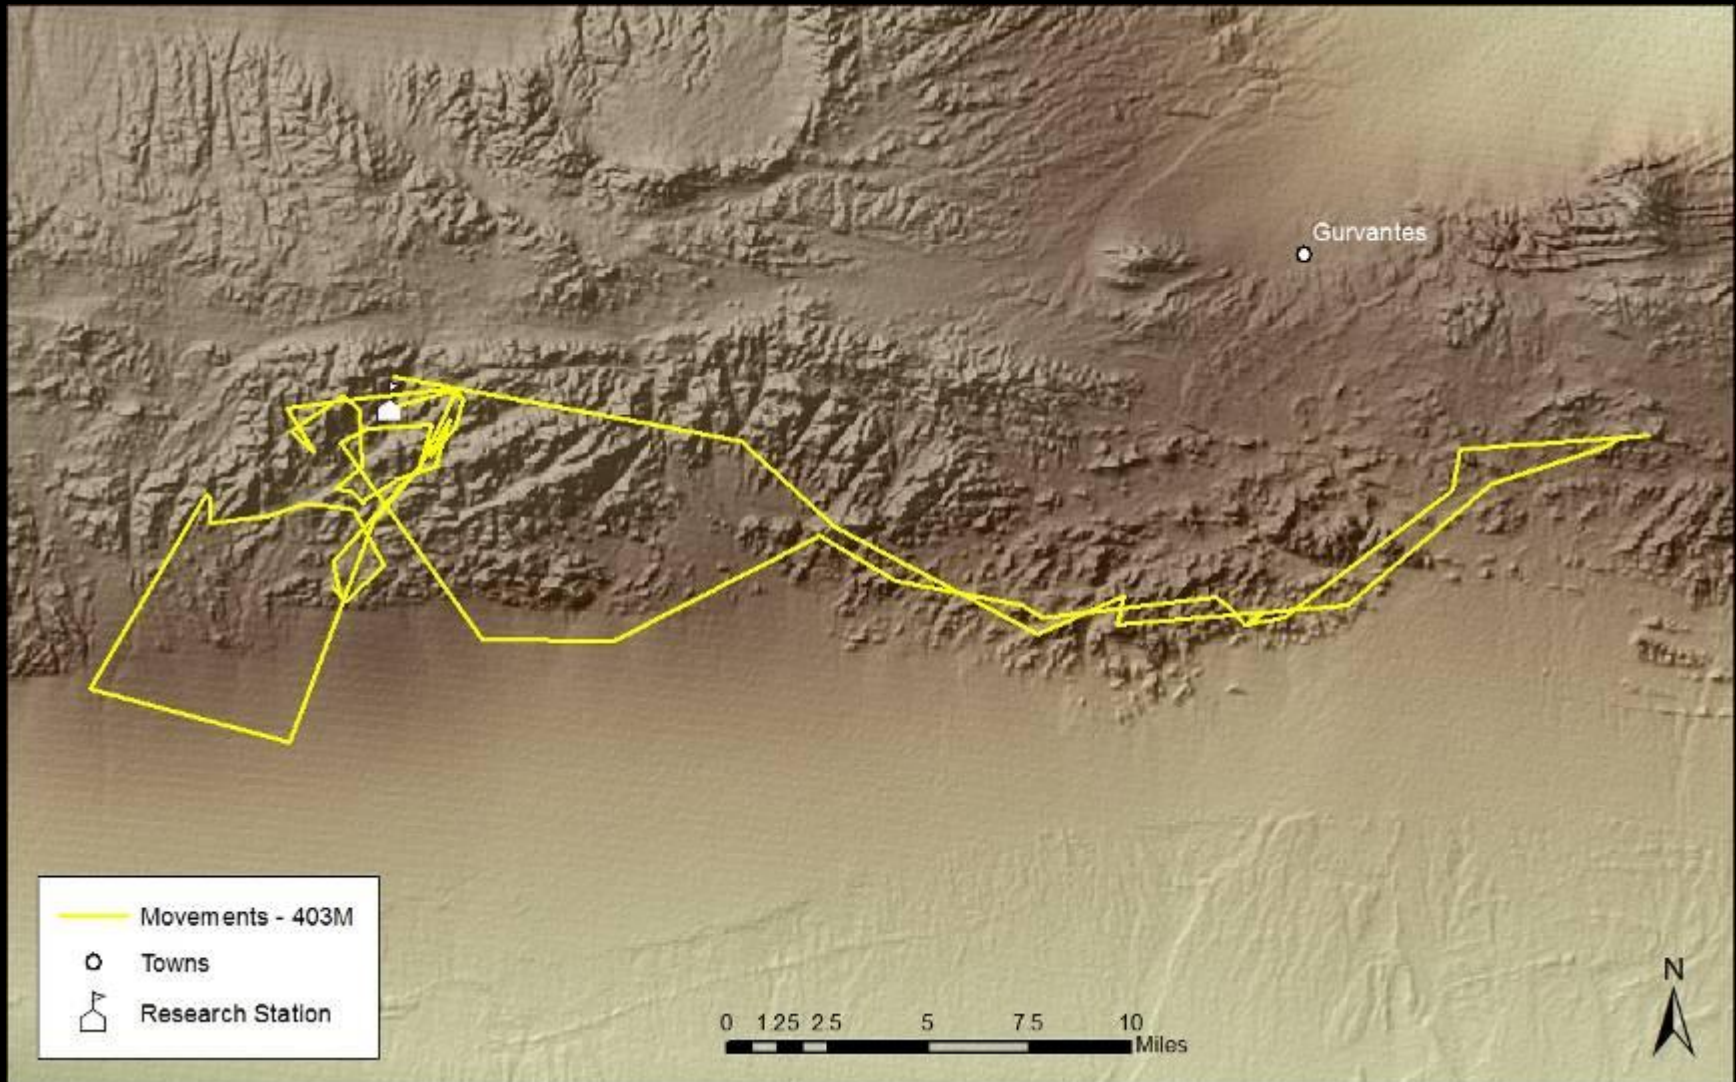 Gurvantes
Movements - 403M
Towns
Research Station
0 1.25 2.5 5 7.5 10
Miles
N